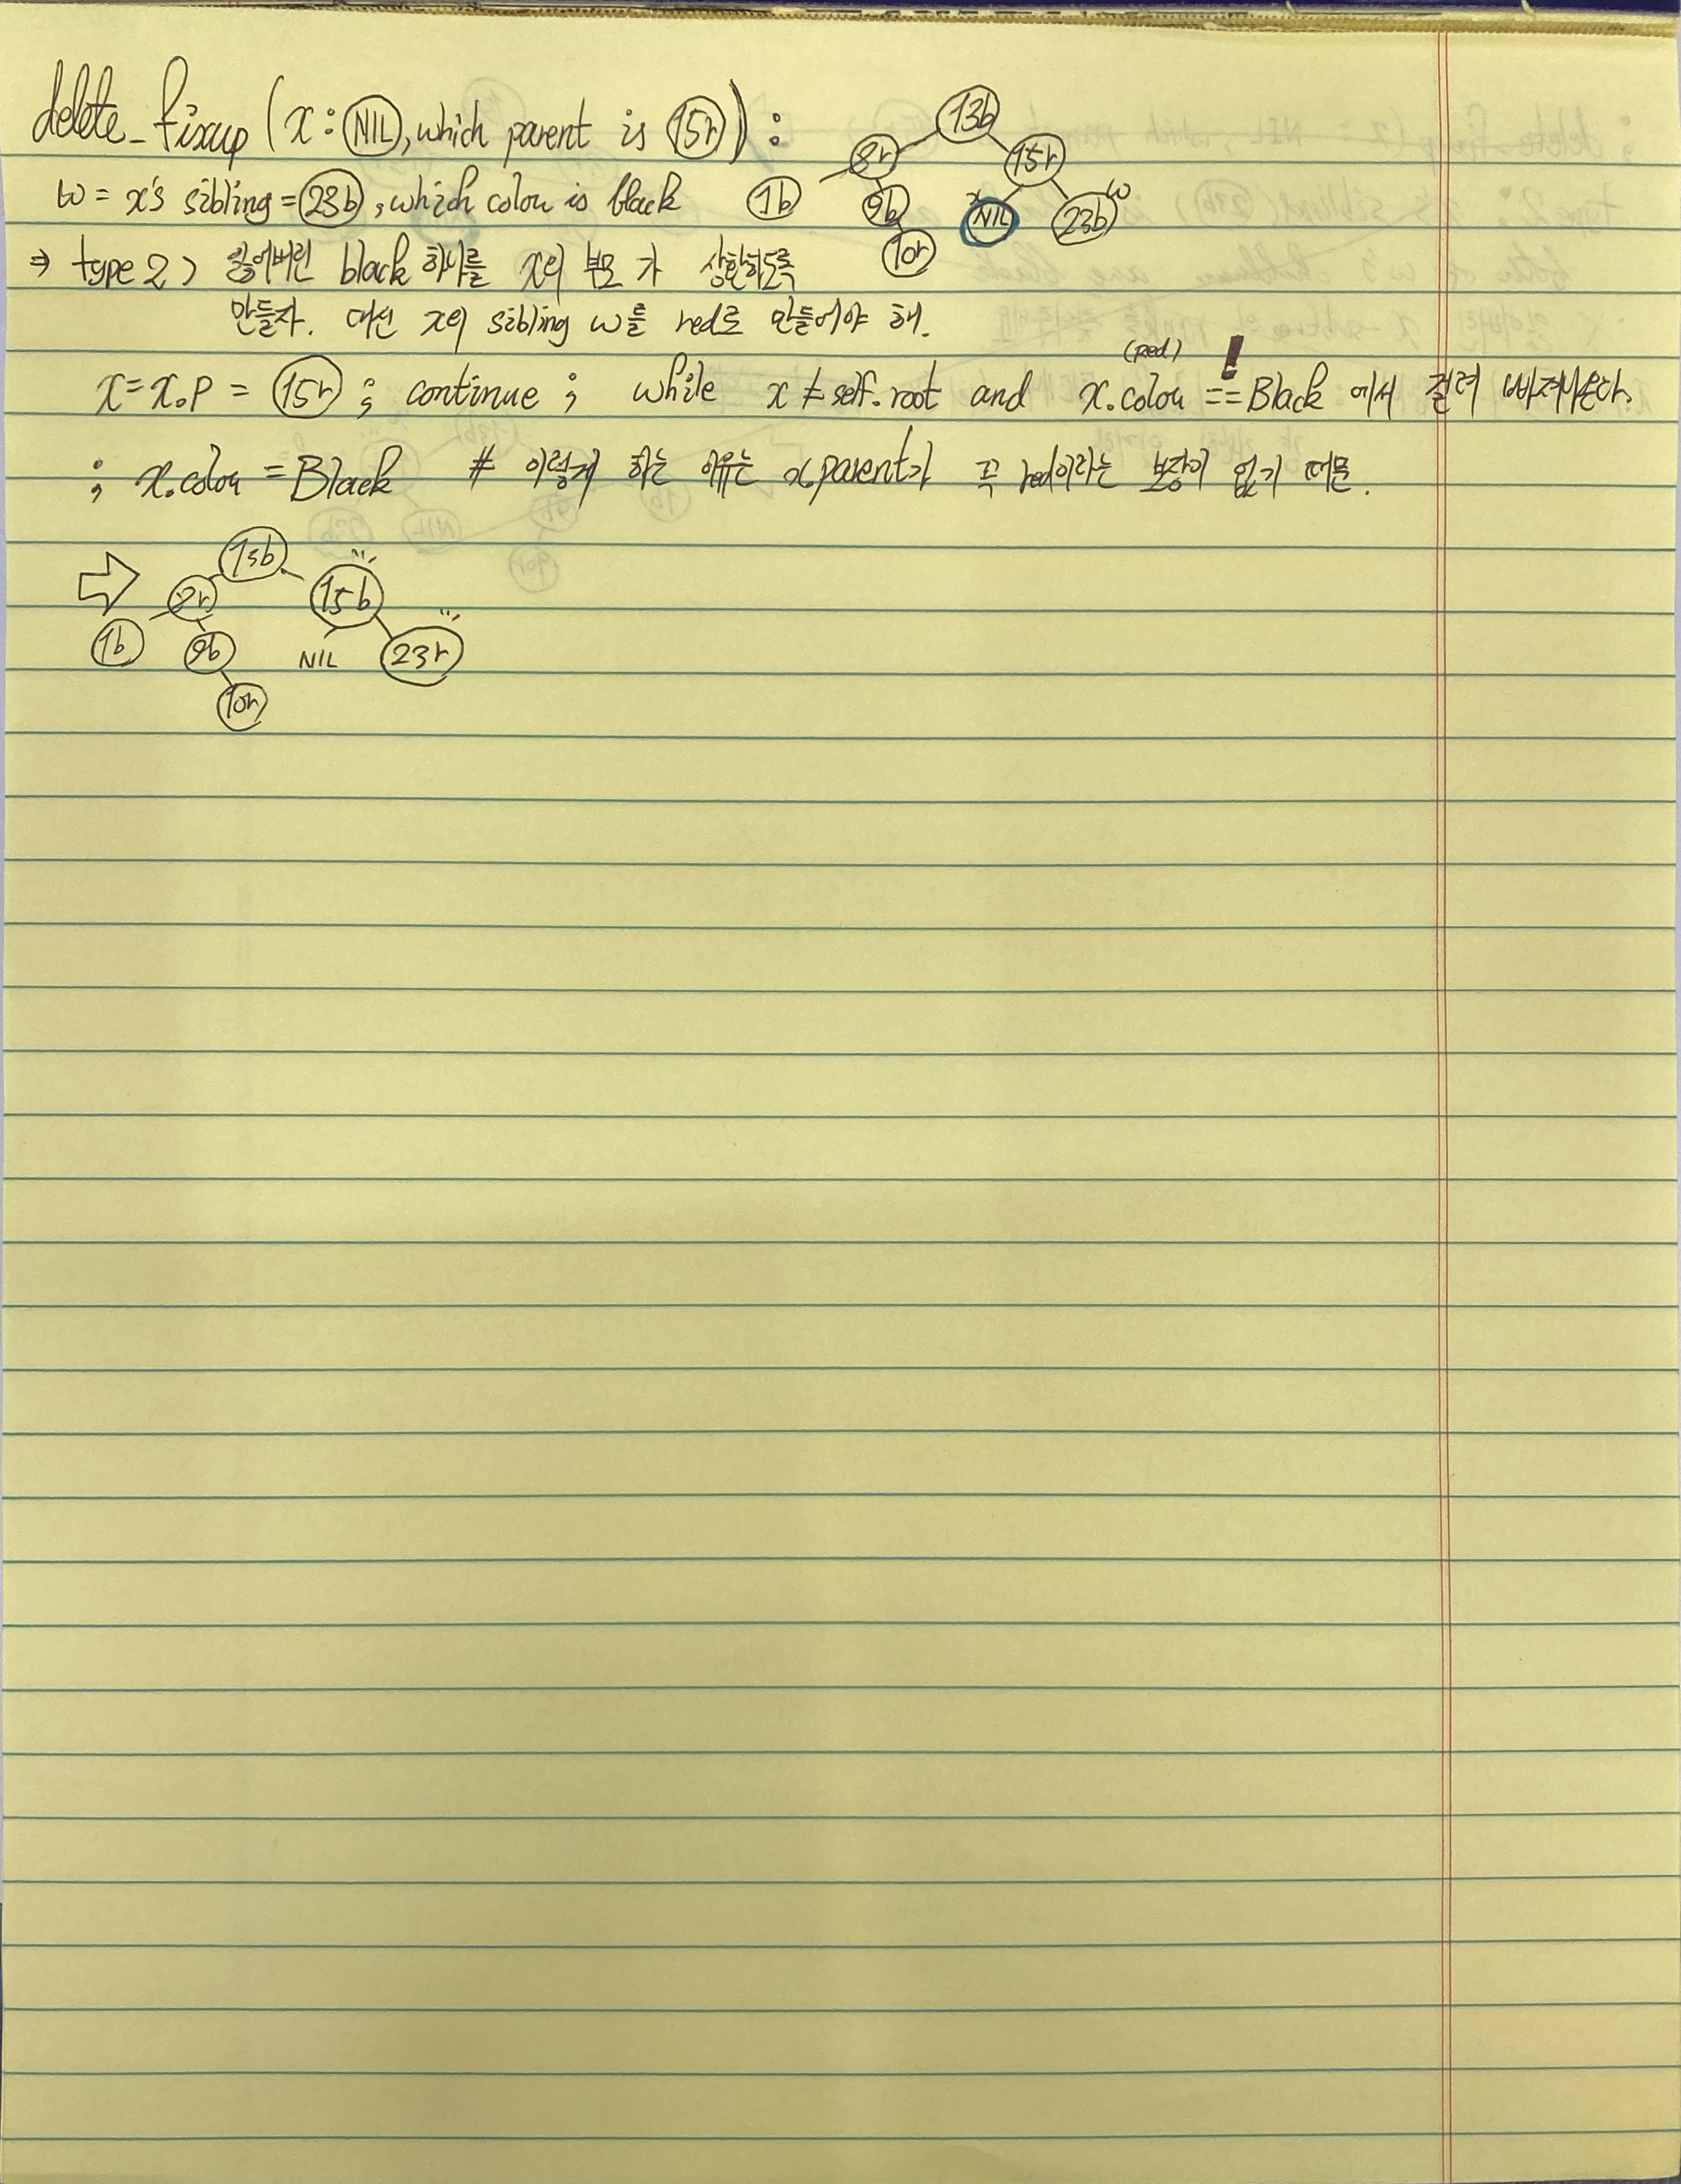 delete_fixup (x: NIL, which parent is 15r) :
13b
8r 15r
1b 9b x NIL 23b w
10r
w = x's sibling = 23b, which colou is black
⇒ type 2> 잃어버린 black 하나를 x의 부모가 상환하도록
만들자. 대신 x의 sibling w를 red로 만들어야 해.
(red) !
x = x.p = 15r ; continue ; while x ≠ self.root and x.colou == Black 에서 걸려 빠져나온다.
; x.colou = Black # 이렇게 하는 이유는 x.parent가 꼭 red이라는 보장이 없기 때문.
⇨ 13b
8r 15b
1b 9b NIL 23r
10r